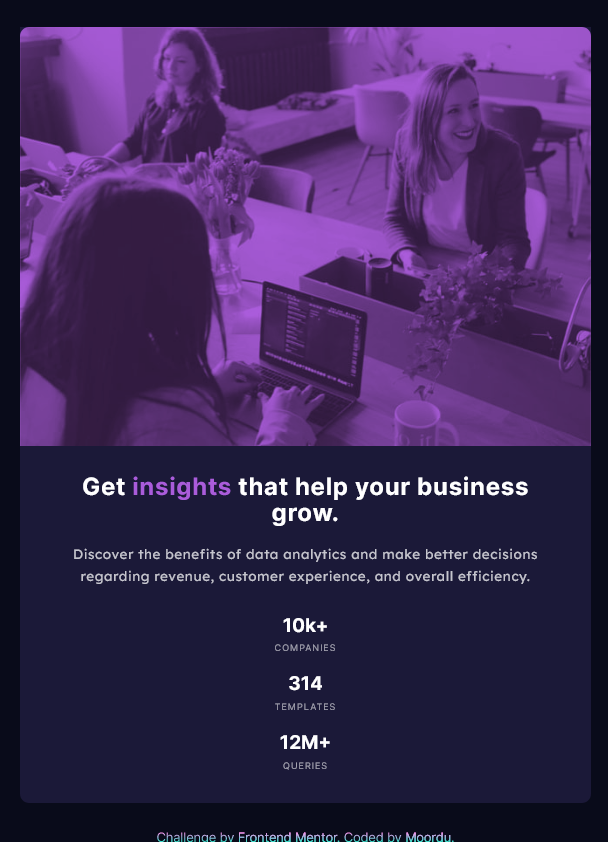 Get insights that help your business
grow.
Discover the benefits of data analytics and make better decisions
regarding revenue, customer experience, and overall efficiency.
10k+
COMPANIES
314
TEMPLATES
12M+
QUERIES
Challenge by Frontend Mentor. Coded by Moordu.